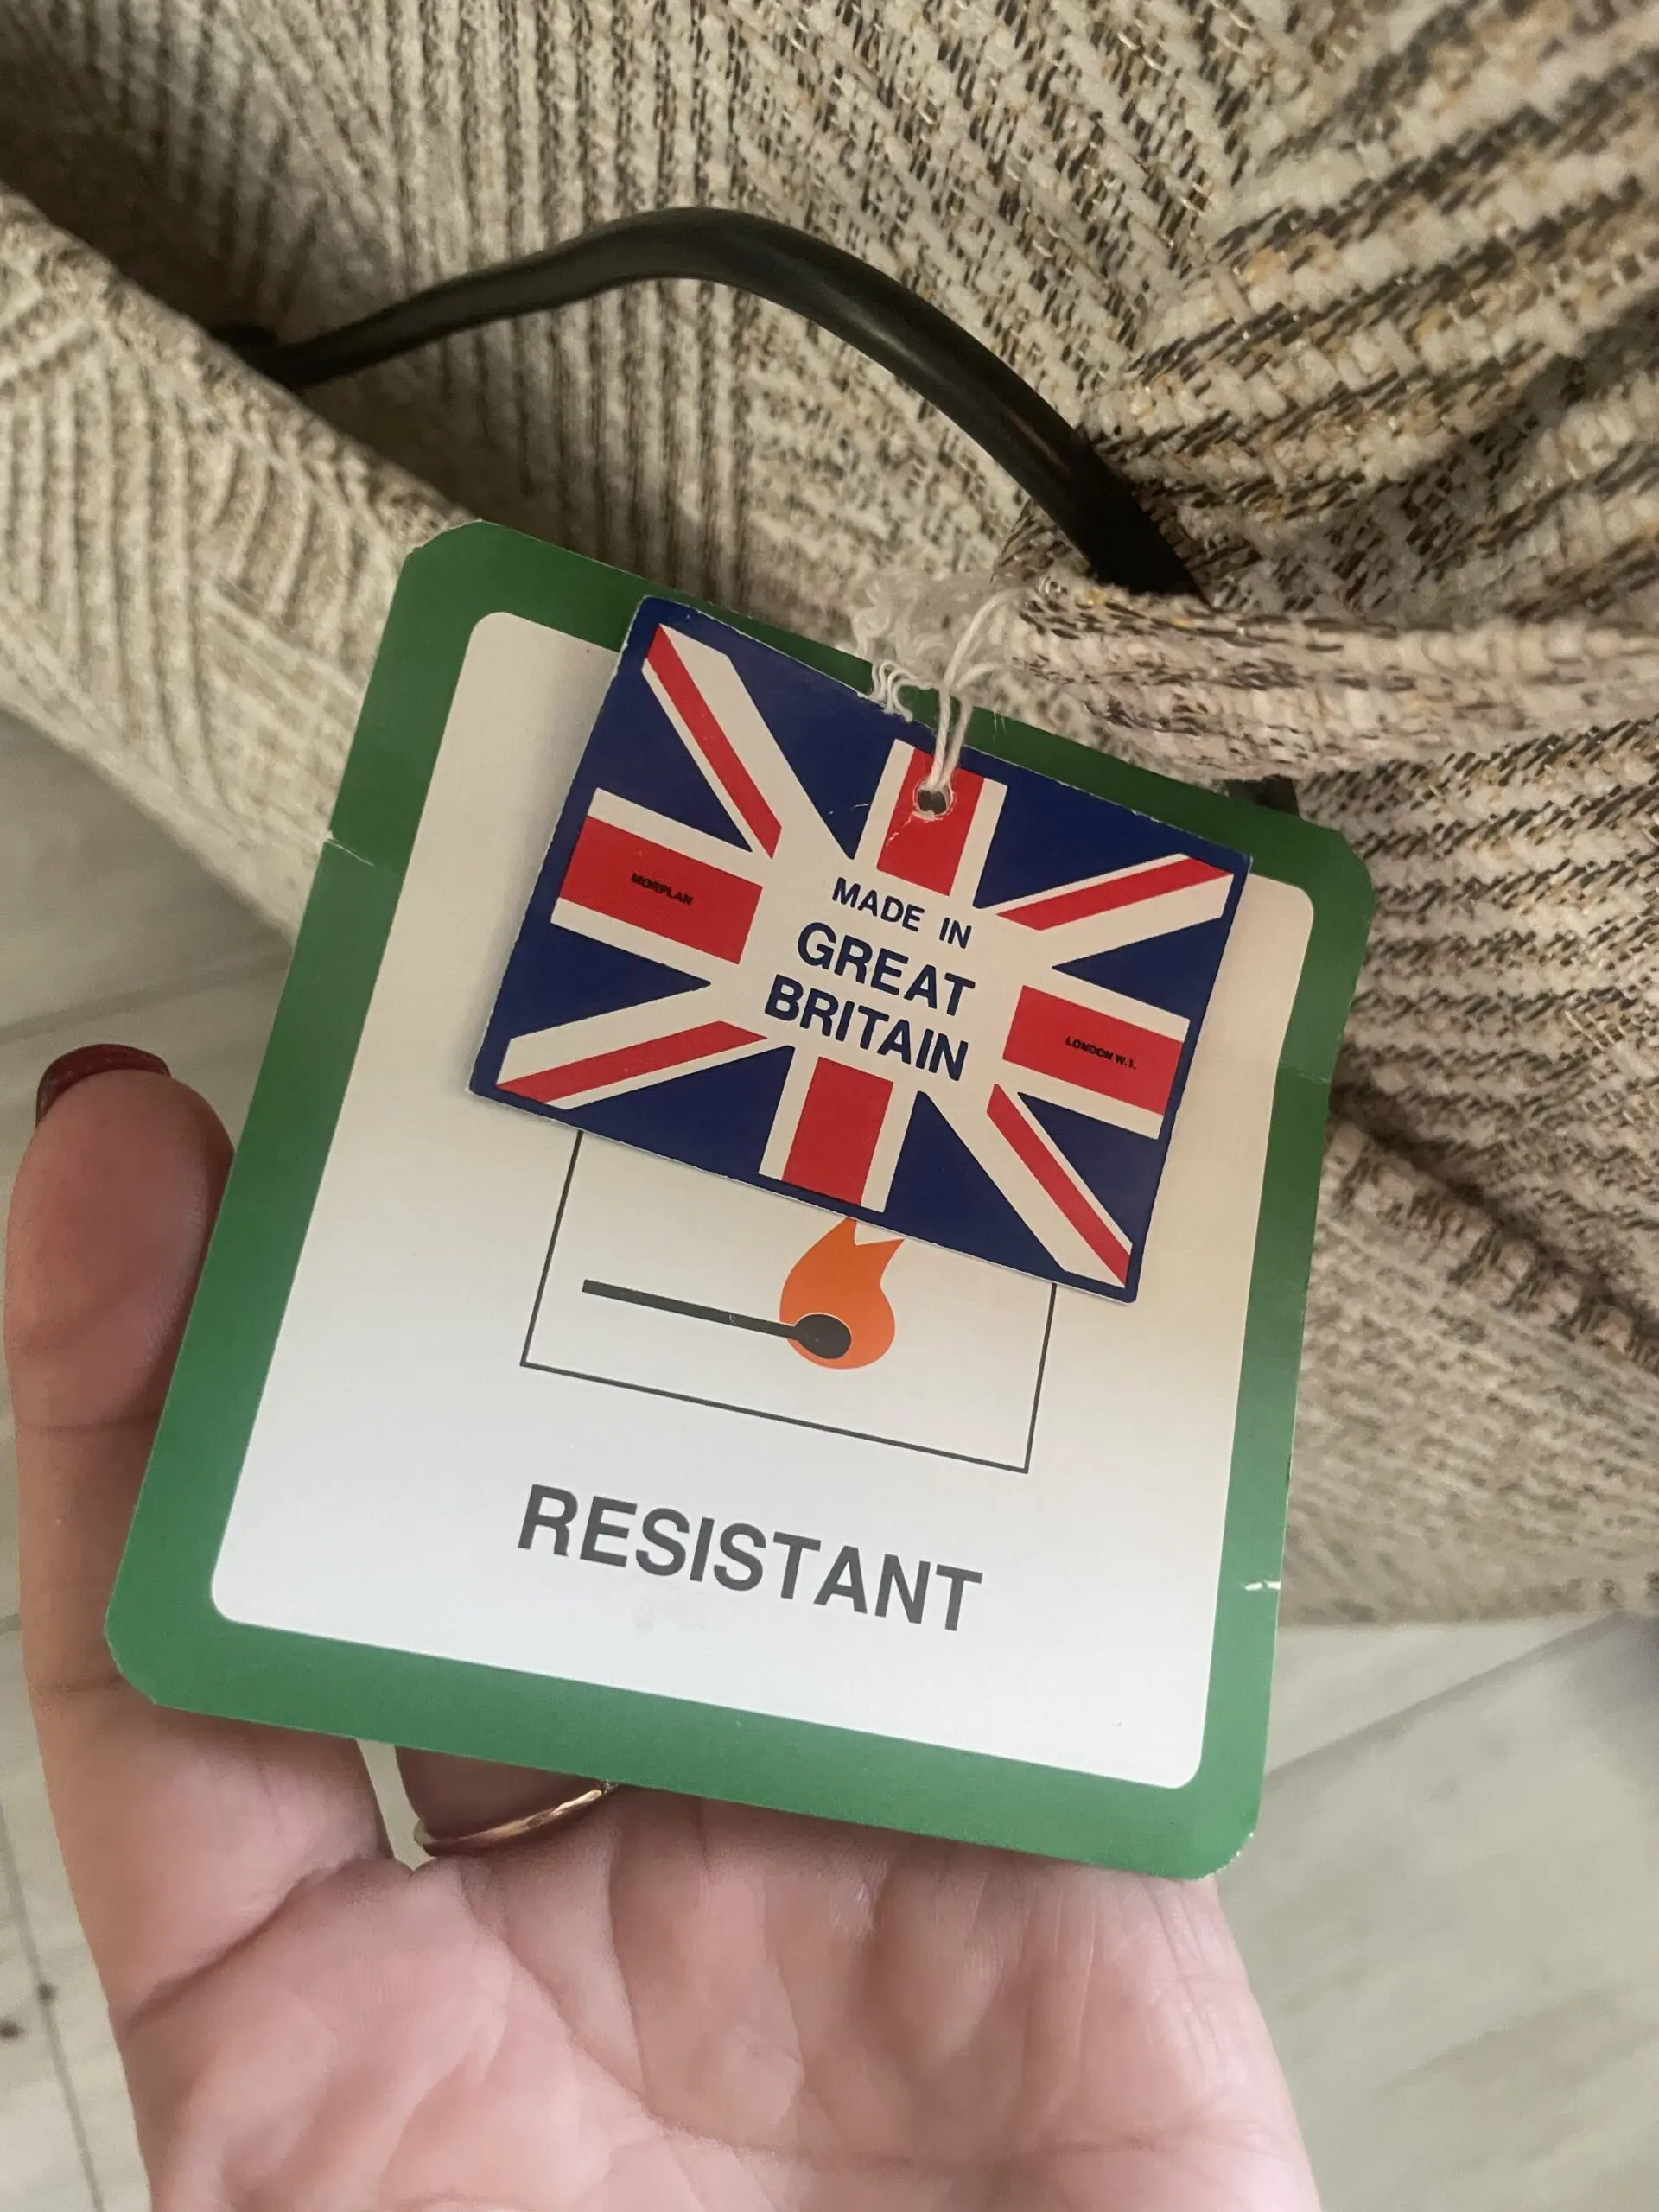 MORPLAN
MADE IN
GREAT
BRITAIN
LONDON W.1.
RESISTANT